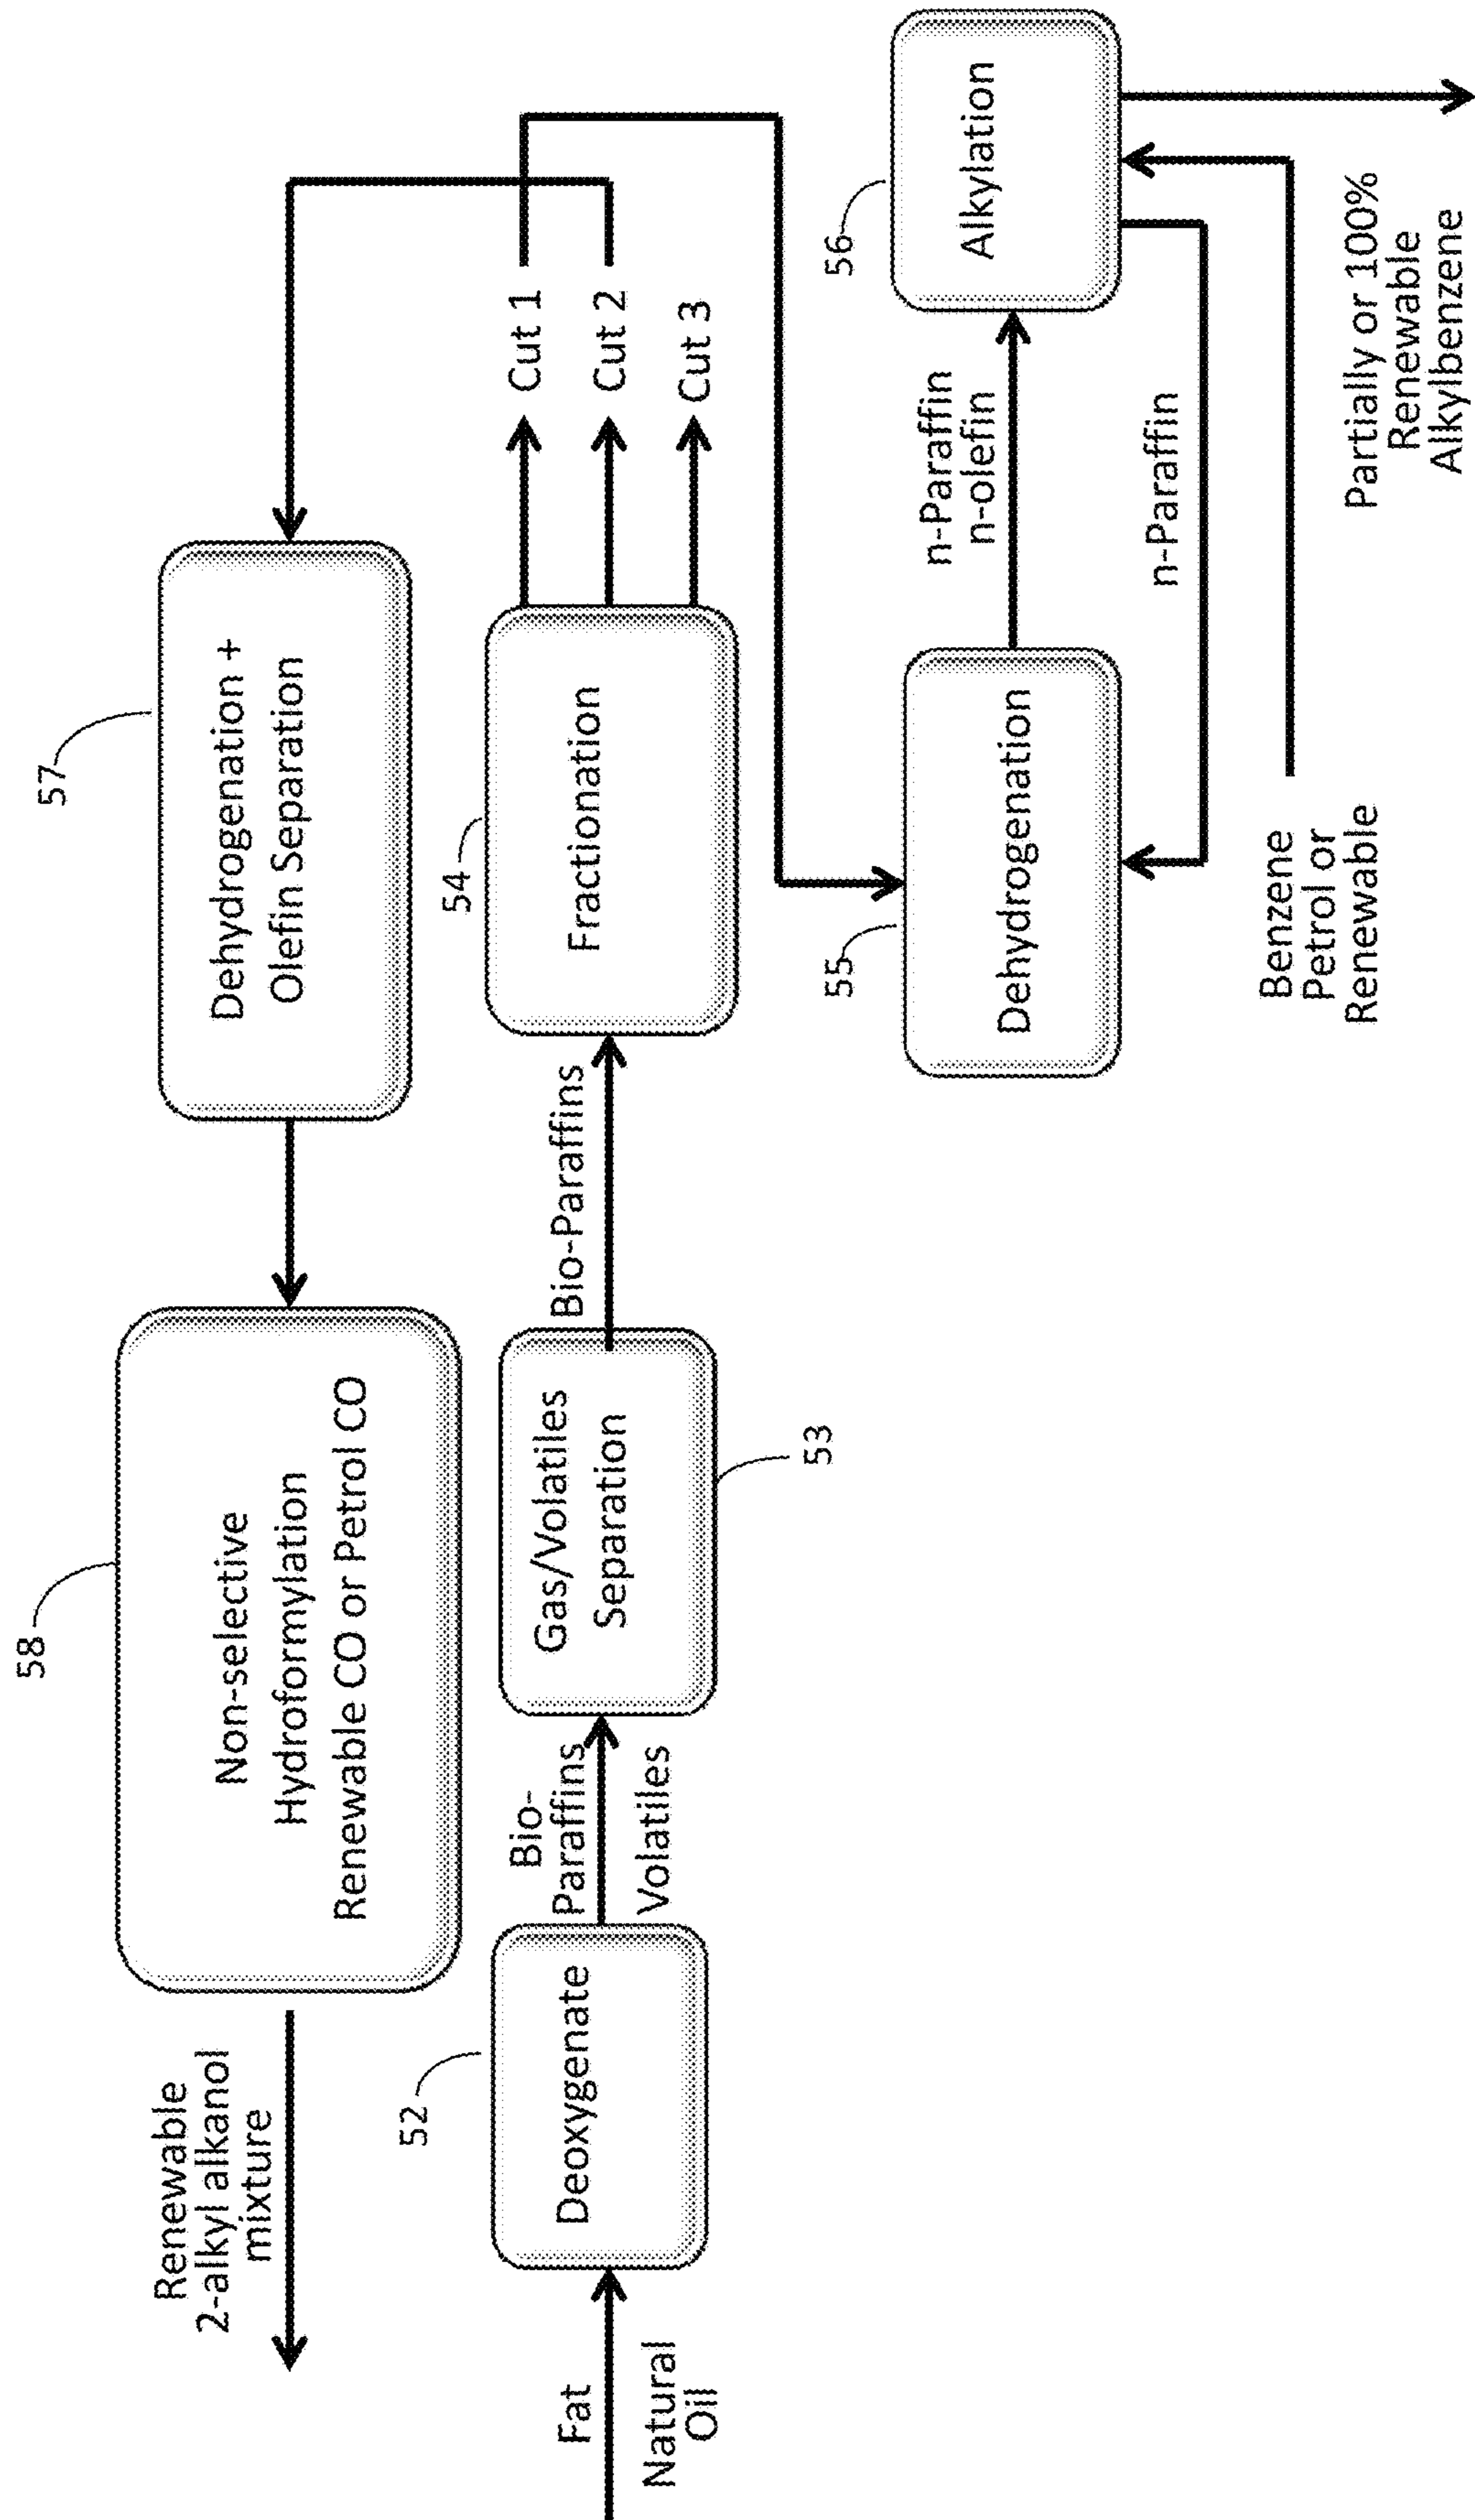 58
57
Renewable
2-alkyl alkanol
mixture
Non-selective
Hydroformylation
Renewable CO or Petrol CO
Dehydrogenation +
Olefin Separation
52
54
Fat
Natural
Oil
Deoxygenate
Bio-
Paraffins
Volatiles
Gas/Volatiles
Separation
53
Bio-Paraffins
Fractionation
Cut 1
Cut 2
Cut 3
55
56
Dehydrogenation
n-Paraffin
n-olefin
Alkylation
n-Paraffin
Benzene
Petrol or
Renewable
Partially or 100%
Renewable
Alkylbenzene